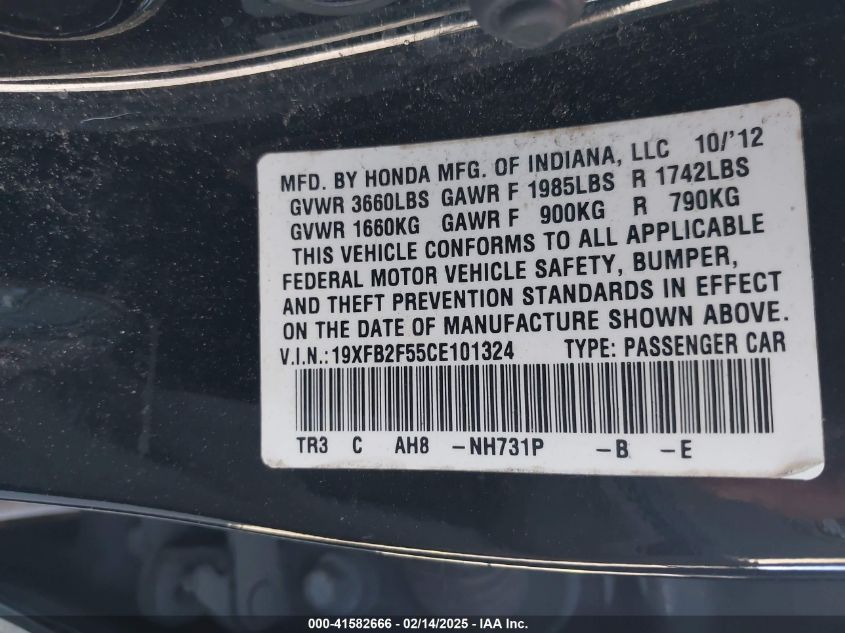 MFD. BY HONDA MFG. OF INDIANA, LLC 10/'12
GVWR 3660LBS GAWR F 1985LBS R 1742LBS
GVWR 1660KG GAWR F 900KG R 790KG
THIS VEHICLE CONFORMS TO ALL APPLICABLE
FEDERAL MOTOR VEHICLE SAFETY, BUMPER,
AND THEFT PREVENTION STANDARDS IN EFFECT
ON THE DATE OF MANUFACTURE SHOWN ABOVE.
V.I.N.: 19XFB2F55CE101324 TYPE: PASSENGER CAR
TR3 C AH8 -NH731P -B -E
000-41582666 - 02/14/2025 - IAA Inc.